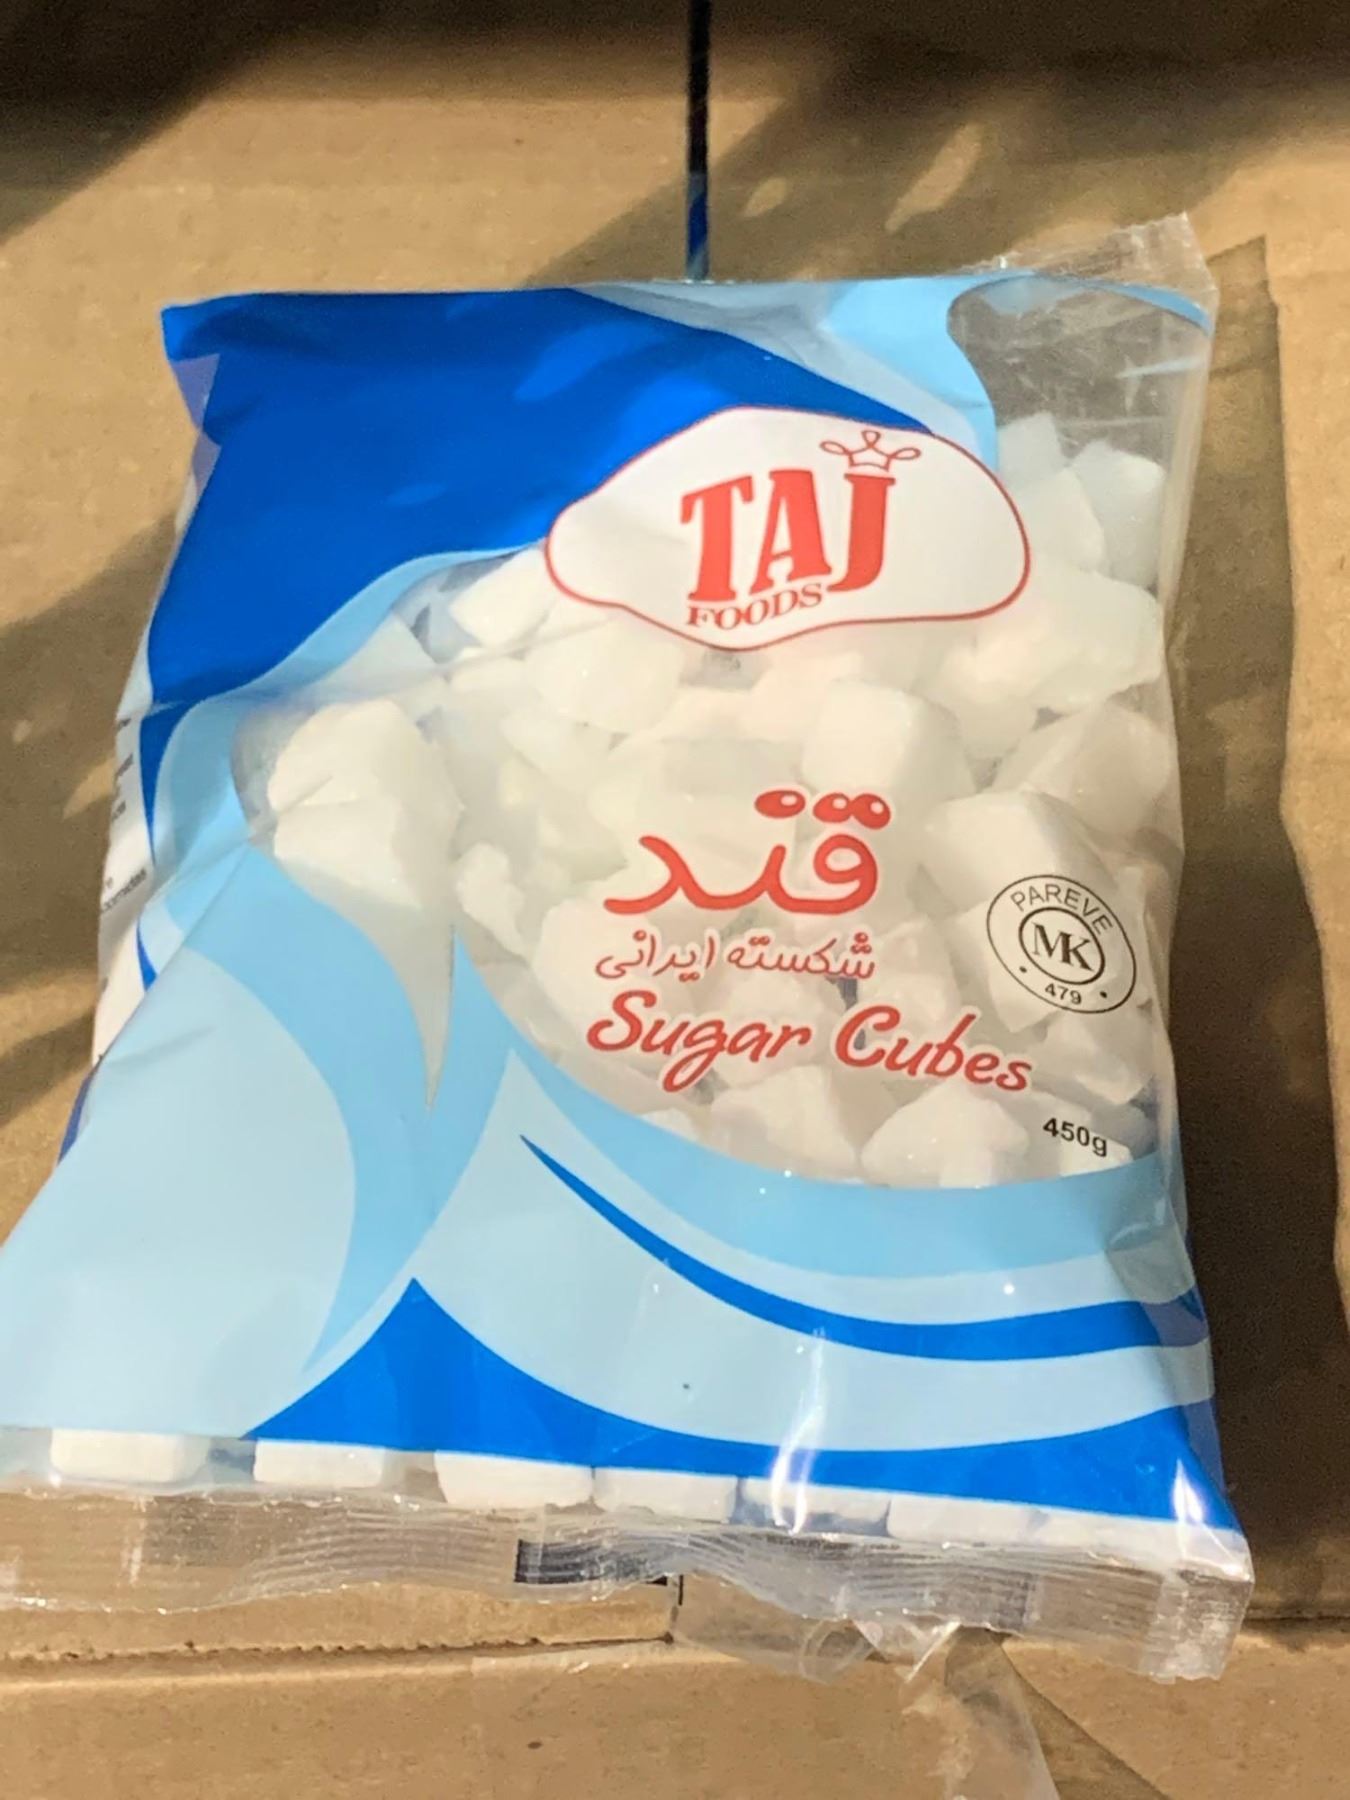 TAJ
FOODS
قند
شکسته ایرانی
Sugar Cubes
PAREVE
MK
479
450g